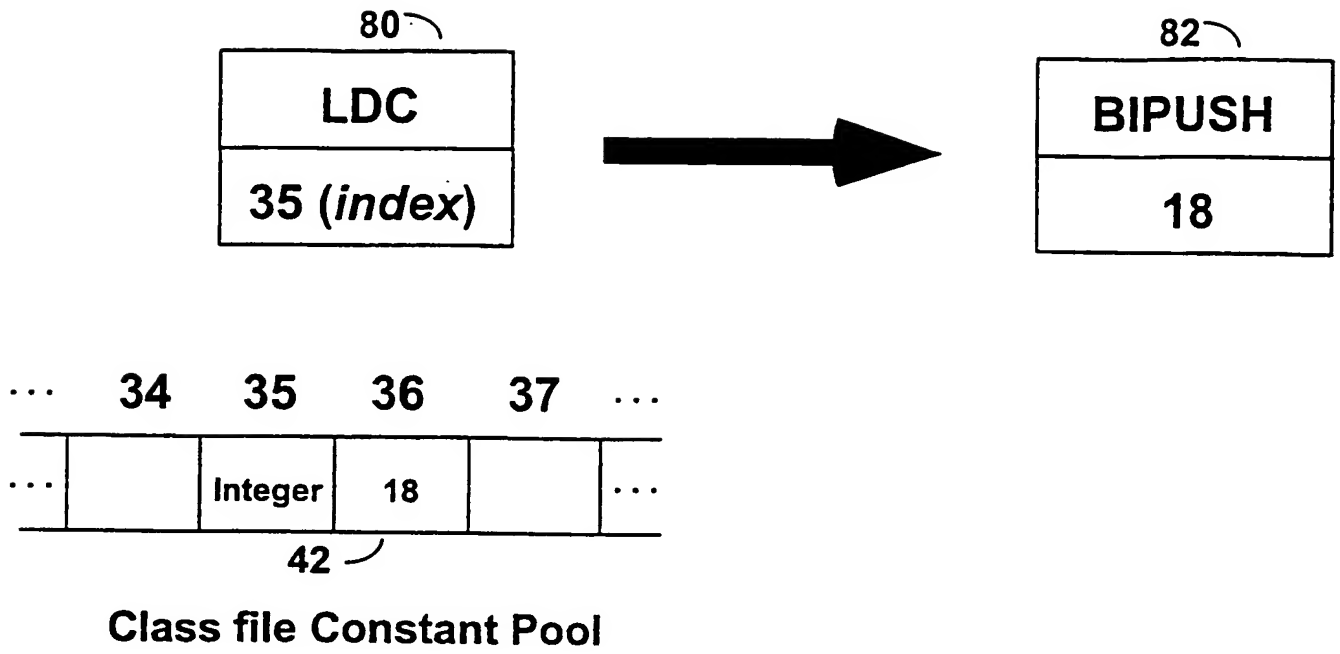 80
LDC
35 (index)
82
BIPUSH
18
... 34 35 36 37 ...
... Integer 18 ...
42
Class file Constant Pool